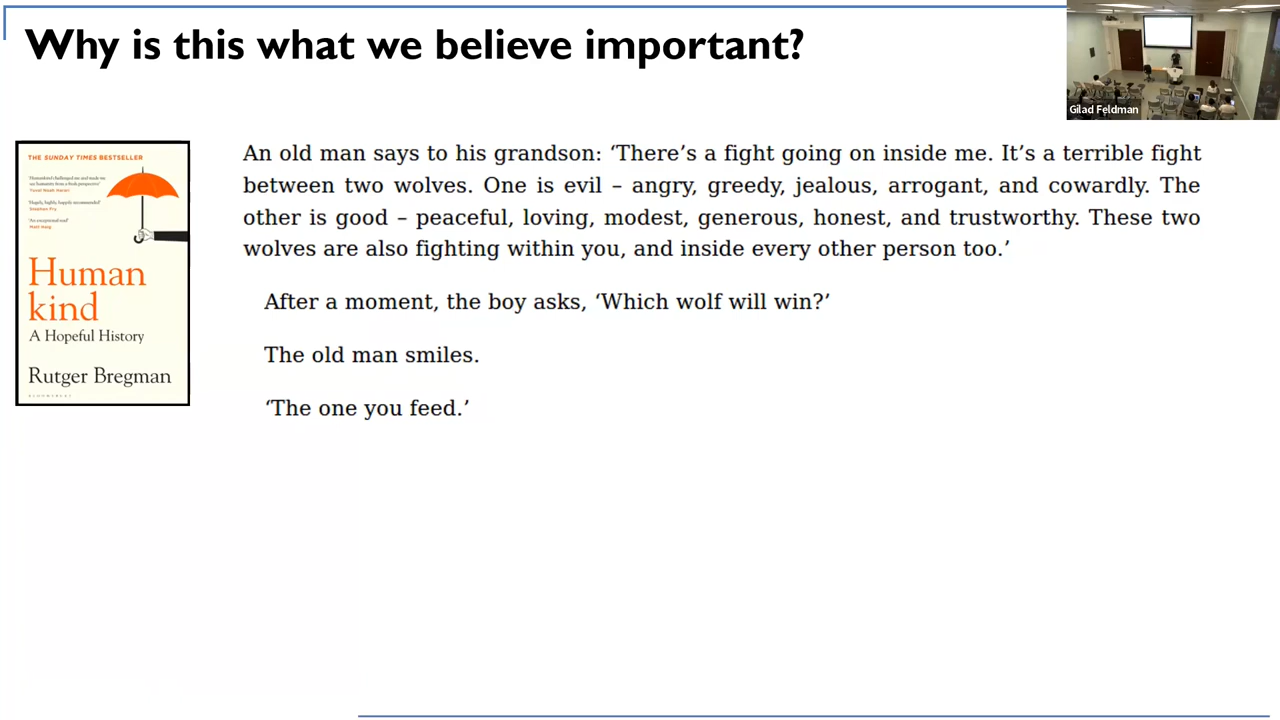 Why is this what we believe important?
Gilad Feldman
THE SUNDAY TIMES BESTSELLER
Human
kind
A Hopeful History
Rutger Bregman
BLOOMSBURY
An old man says to his grandson: ‘There’s a fight going on inside me. It’s a terrible fight
between two wolves. One is evil – angry, greedy, jealous, arrogant, and cowardly. The
other is good – peaceful, loving, modest, generous, honest, and trustworthy. These two
wolves are also fighting within you, and inside every other person too.’
After a moment, the boy asks, ‘Which wolf will win?’
The old man smiles.
‘The one you feed.’